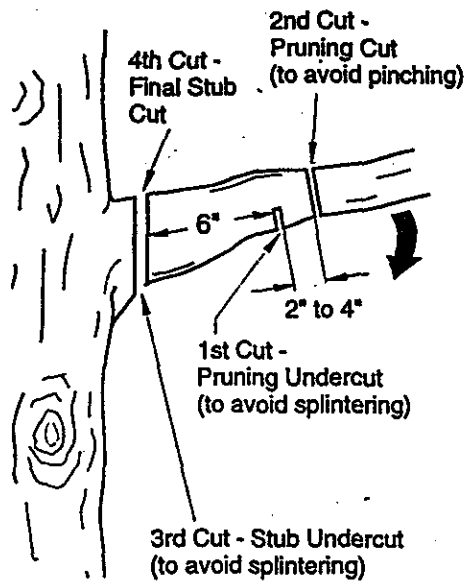 2nd Cut -
Pruning Cut
(to avoid pinching)
4th Cut -
Final Stub
Cut
6"
2" to 4"
1st Cut -
Pruning Undercut
(to avoid splintering)
3rd Cut - Stub Undercut
(to avoid splintering)